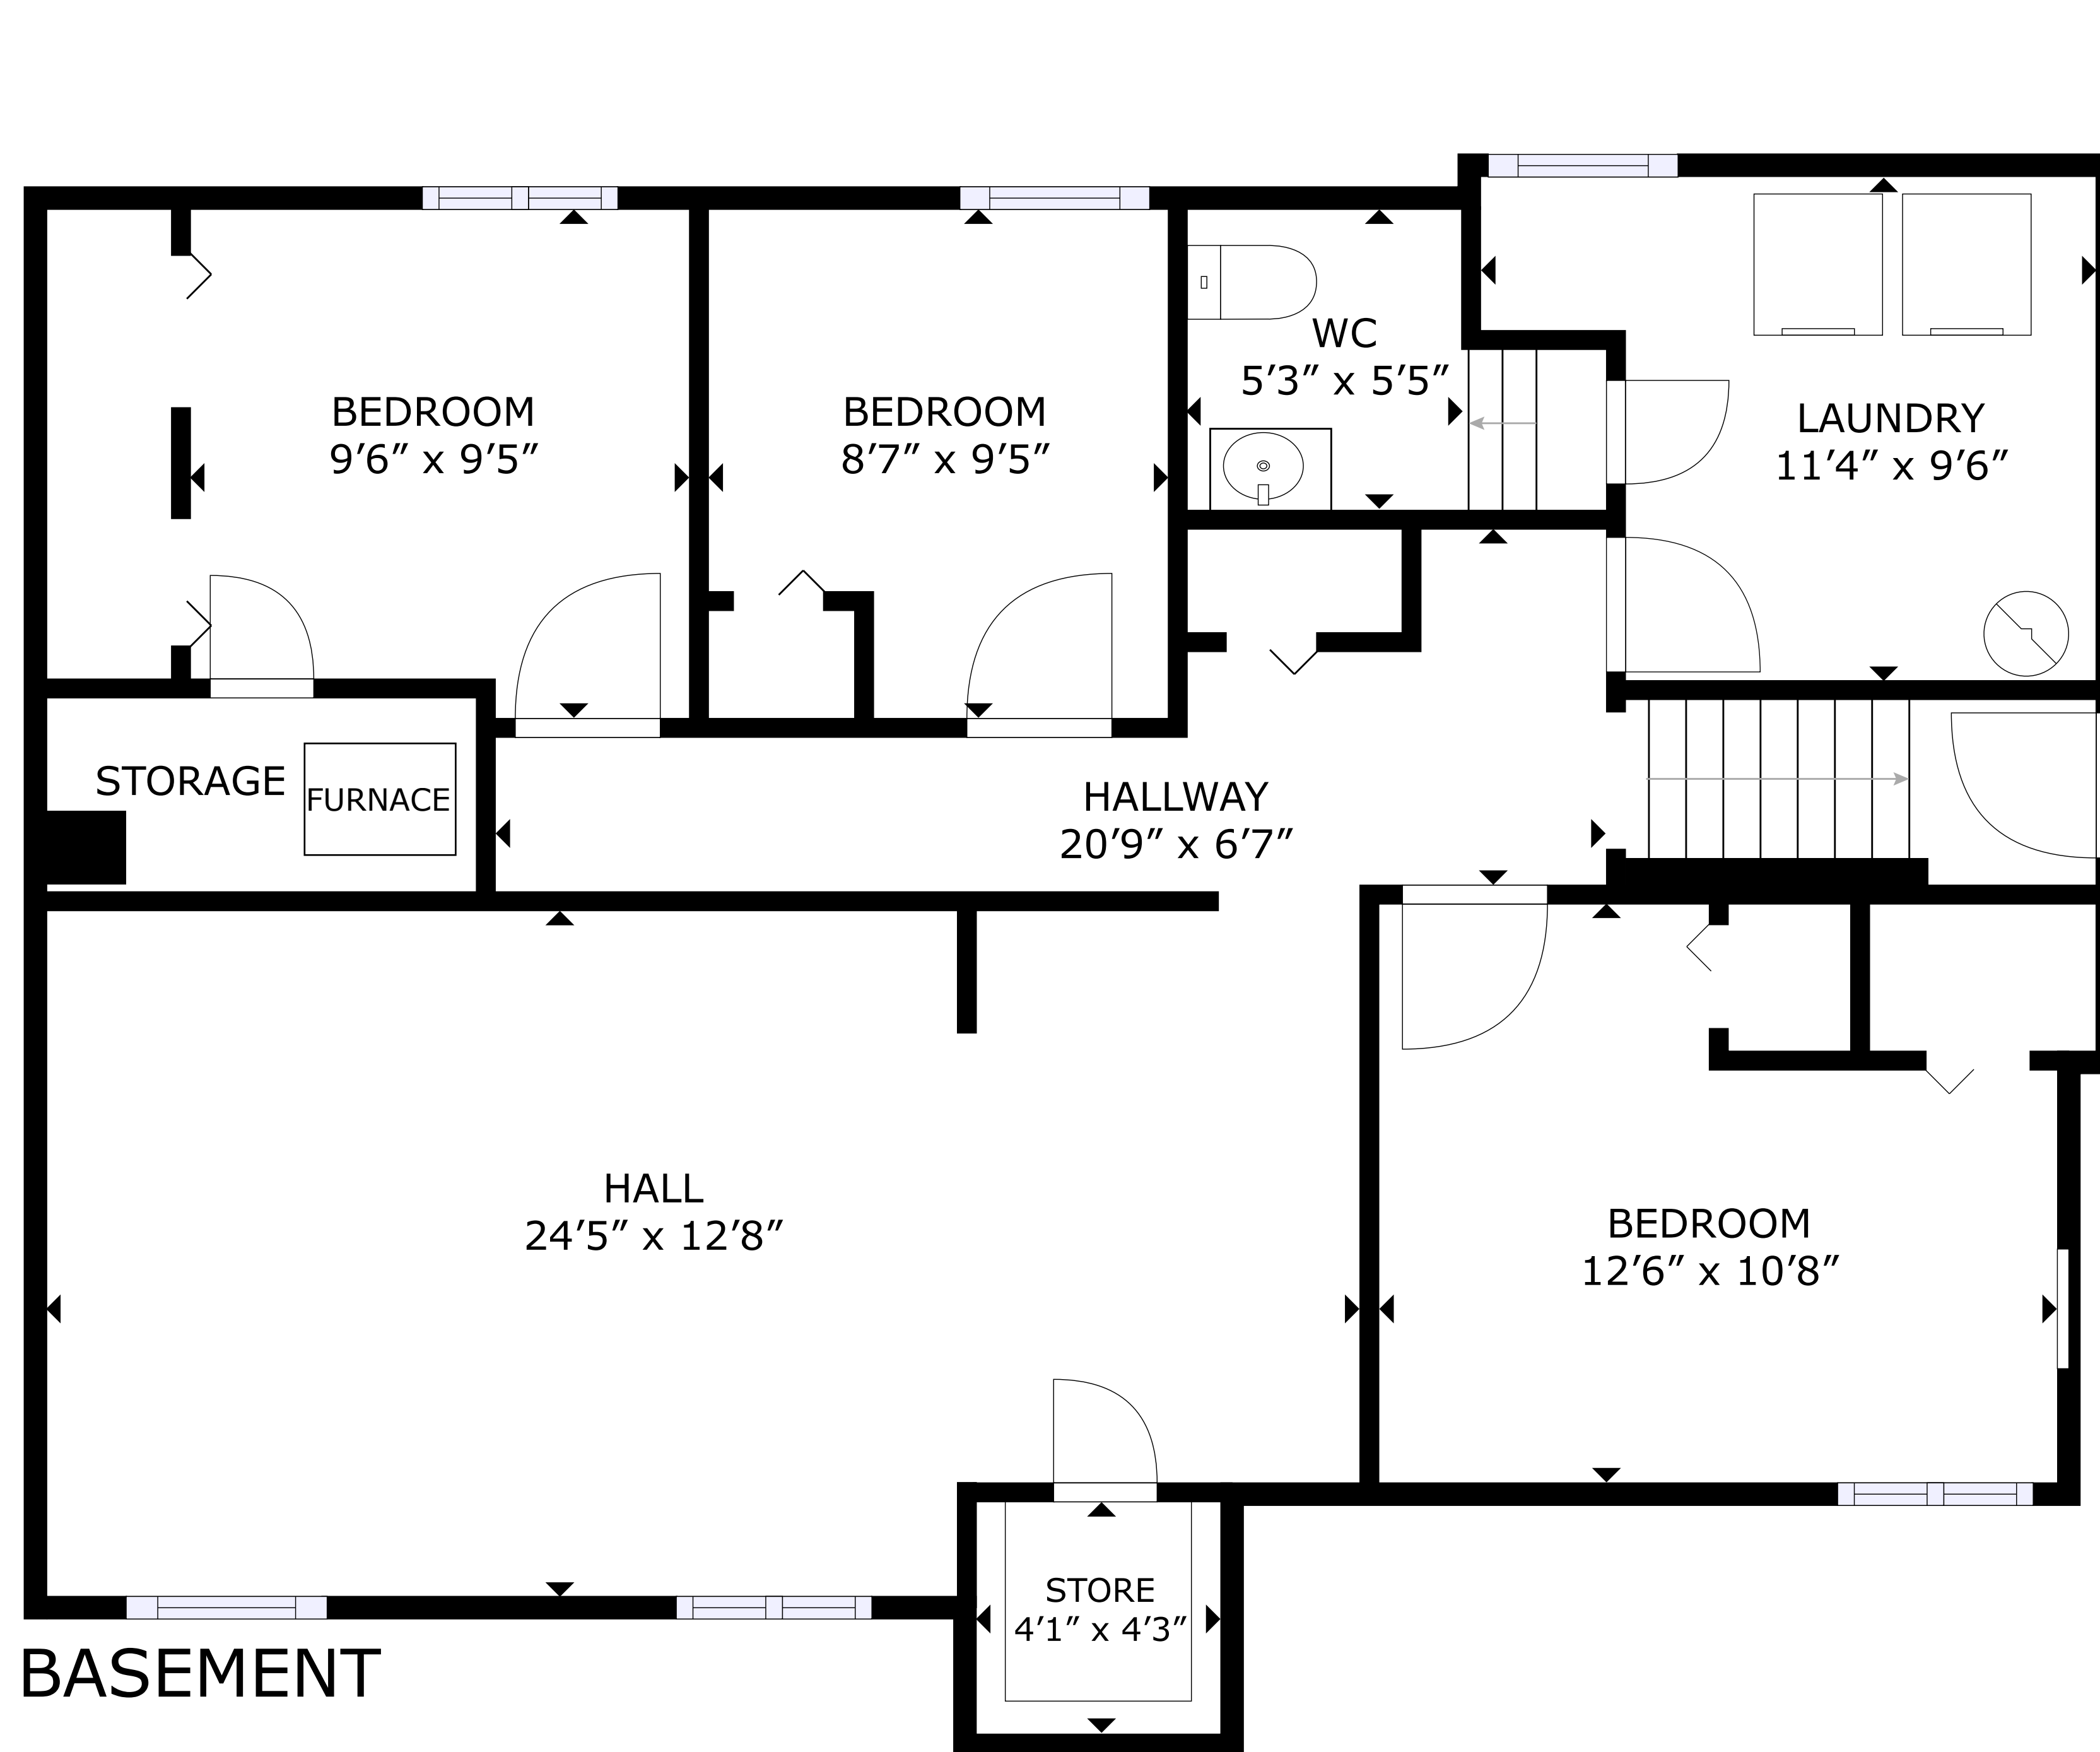 WC
5'3" x 5'5"
BEDROOM
9'6" x 9'5"
BEDROOM
8'7" x 9'5"
LAUNDRY
11'4" x 9'6"
STORAGE
FURNACE
HALLWAY
20'9" x 6'7"
HALL
24'5" x 12'8"
BEDROOM
12'6" x 10'8"
STORE
4'1" x 4'3"
BASEMENT